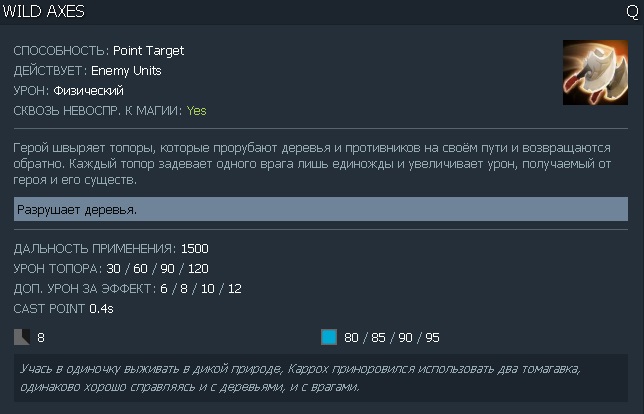 WILD AXES Q
СПОСОБНОСТЬ: Point Target
ДЕЙСТВУЕТ: Enemy Units
УРОН: Физический
СКВОЗЬ НЕВОСПР. К МАГИИ: Yes
Герой швыряет топоры, которые прорубают деревья и противников на своём пути и возвращаются
обратно. Каждый топор задевает одного врага лишь единожды и увеличивает урон, получаемый от
героя и его существ.
Разрушает деревья.
ДАЛЬНОСТЬ ПРИМЕНЕНИЯ: 1500
УРОН ТОПОРА: 30 / 60 / 90 / 120
ДОП. УРОН ЗА ЭФФЕКТ: 6 / 8 / 10 / 12
CAST POINT 0.4s
8 80 / 85 / 90 / 95
Учась в одиночку выживать в дикой природе, Каррох приноровился использовать два томагавка,
одинаково хорошо справляясь и с деревьями, и с врагами.